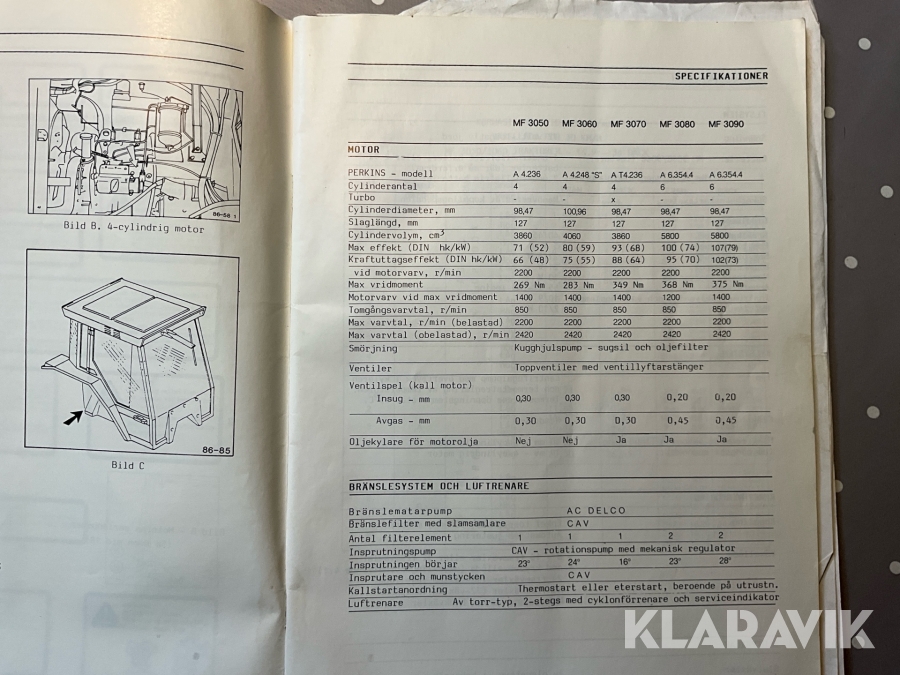 86-58 1
Bild B. 4-cylindrig motor
86-85
Bild C
SPECIFIKATIONER
MF 3050 MF 3060 MF 3070 MF 3080 MF 3090
MOTOR
PERKINS - modell A 4.236 A 4.248 "S" A T4.236 A 6.354.4 A 6.354.4
Cylinderantal 4 4 4 6 6
Turbo - - x - -
Cylinderdiameter, mm 98,47 100,96 98,47 98,47 98,47
Slaglängd, mm 127 127 127 127 127
Cylindervolym, cm³ 3860 4060 3860 5800 5800
Max effekt (DIN hk/kW) 71 (52) 80 (59) 93 (68) 100 (74) 107(79)
Kraftuttagseffekt (DIN hk/kW) 66 (48) 75 (55) 88 (64) 95 (70) 102(73)
vid motorvarv, r/min 2200 2200 2200 2200 2200
Max vridmoment 269 Nm 283 Nm 349 Nm 368 Nm 375 Nm
Motorvarv vid max vridmoment 1400 1400 1400 1200 1400
Tomgångsvarvtal, r/min 850 850 850 850 850
Max varvtal, r/min (belastad) 2200 2200 2200 2200 2200
Max varvtal (obelastad), r/min 2420 2420 2420 2420 2420
Smörjning Kugghjulspump - sugsil och oljefilter
Ventiler Toppventiler med ventillyftarstänger
Ventilspel (kall motor)
Insug - mm 0,30 0,30 0,30 0,20 0,20
Avgas - mm 0,30 0,30 0,30 0,45 0,45
Oljekylare för motorolja Nej Nej Ja Ja Ja
BRÄNSLESYSTEM OCH LUFTRENARE
Bränslematarpump AC DELCO
Bränslefilter med slamsamlare CAV
Antal filterelement 1 1 1 2 2
Insprutningspump CAV - rotationspump med mekanisk regulator
Insprutningen börjar 23° 24° 16° 23° 28°
Insprutare och munstycken CAV
Kallstartanordning Thermostart eller eterstart, beroende på utrustn.
Luftrenare Av torr-typ, 2-stegs med cyklonförrenare och serviceindikator
KLARAVIK